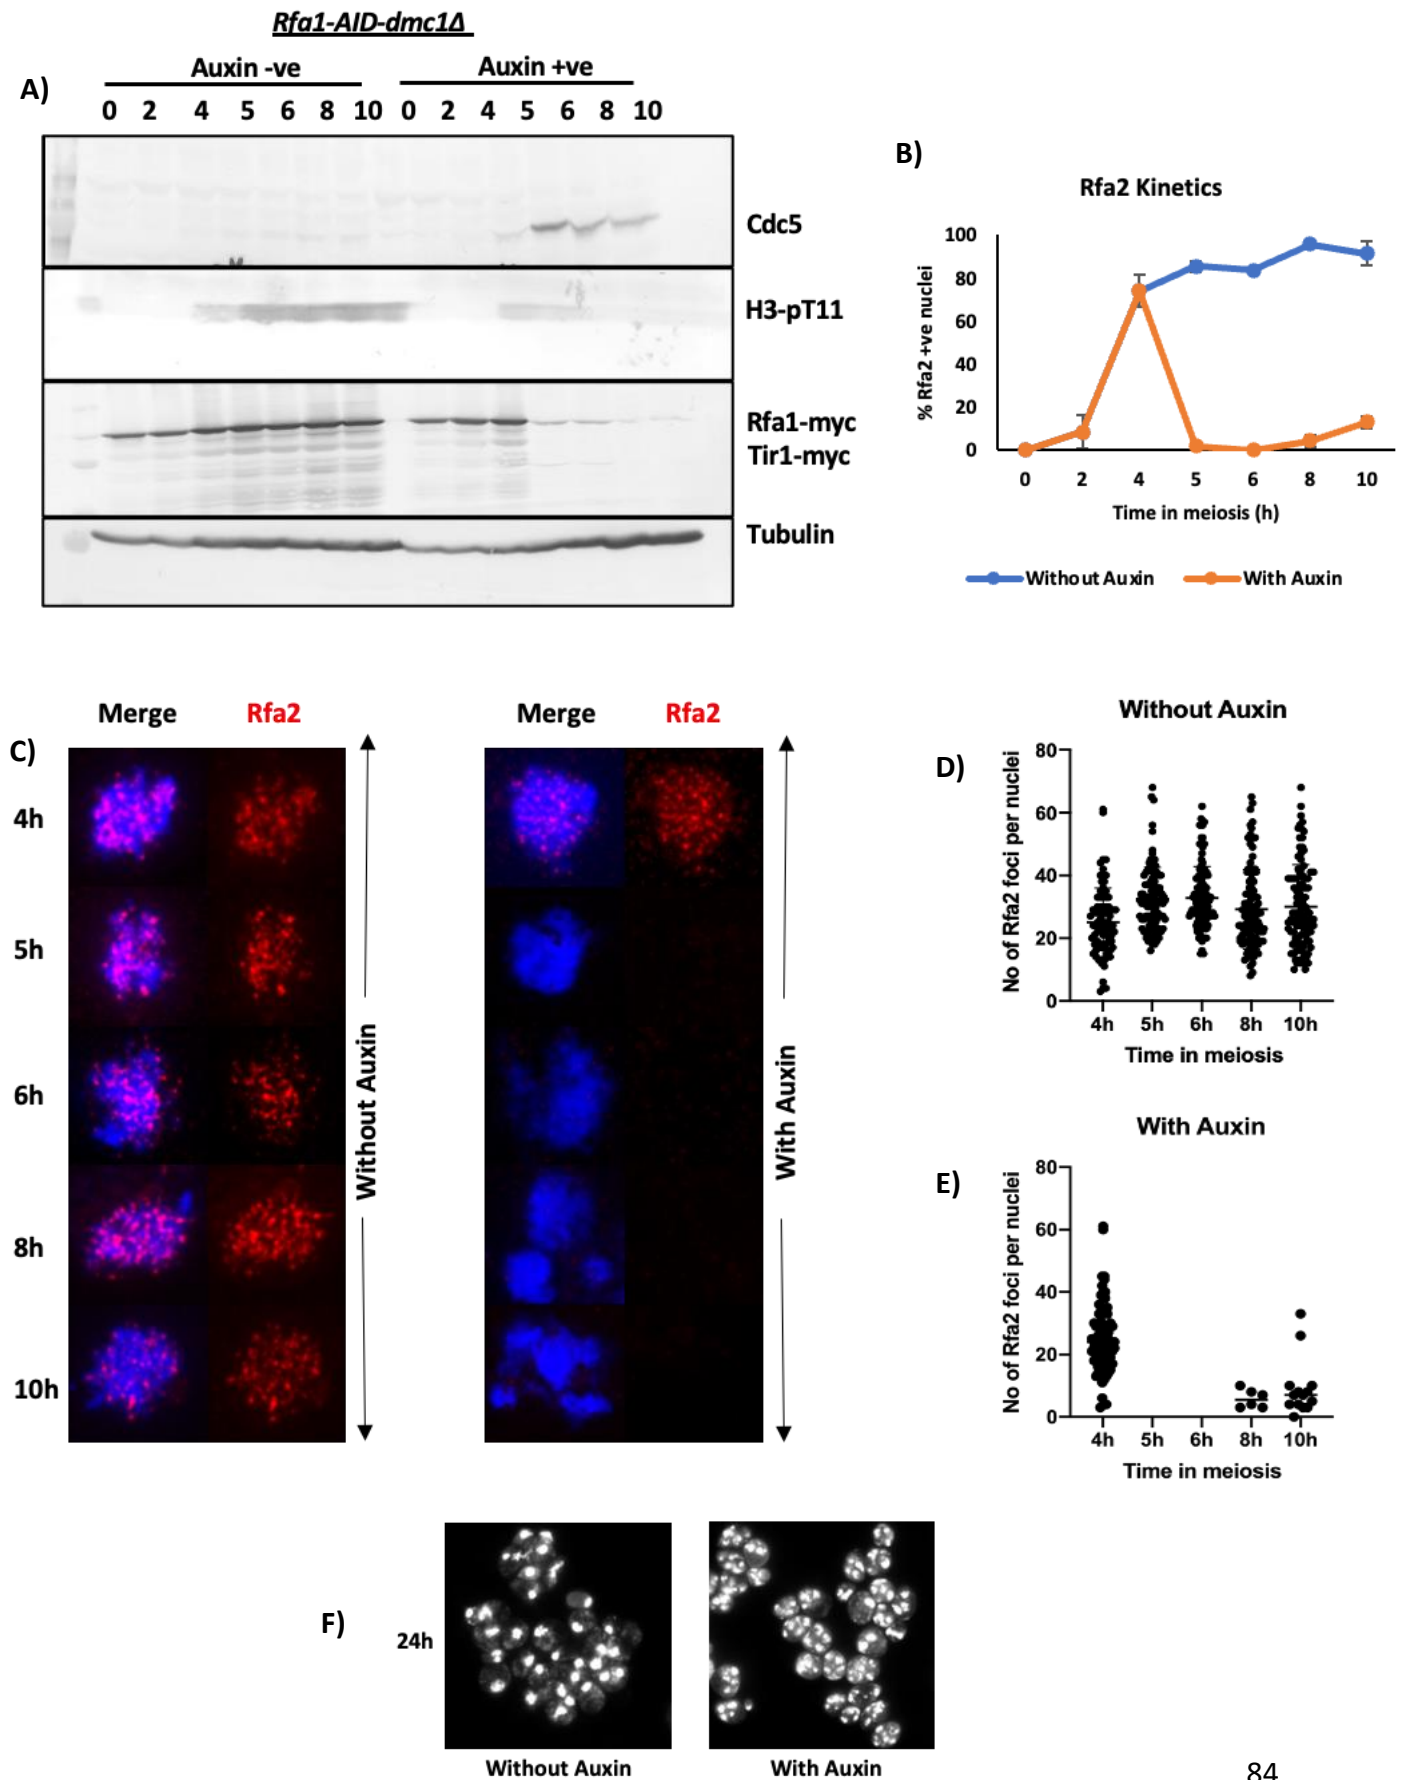 Rfa1-AID-dmc1Δ
Auxin -ve Auxin +ve
A)
0 2 4 5 6 8 10 0 2 4 5 6 8 10
Cdc5
H3-pT11
Rfa1-myc
Tir1-myc
Tubulin
B)
Rfa2 Kinetics
% Rfa2 +ve nuclei
100
80
60
40
20
0
0 2 4 5 6 8 10
Time in meiosis (h)
Without Auxin With Auxin
C)
Merge Rfa2 Merge Rfa2
4h
5h
6h
8h
10h
Without Auxin
With Auxin
D)
Without Auxin
No of Rfa2 foci per nuclei
80
60
40
20
0
4h 5h 6h 8h 10h
Time in meiosis
E)
With Auxin
No of Rfa2 foci per nuclei
80
60
40
20
0
4h 5h 6h 8h 10h
Time in meiosis
F)
24h
Without Auxin With Auxin
84